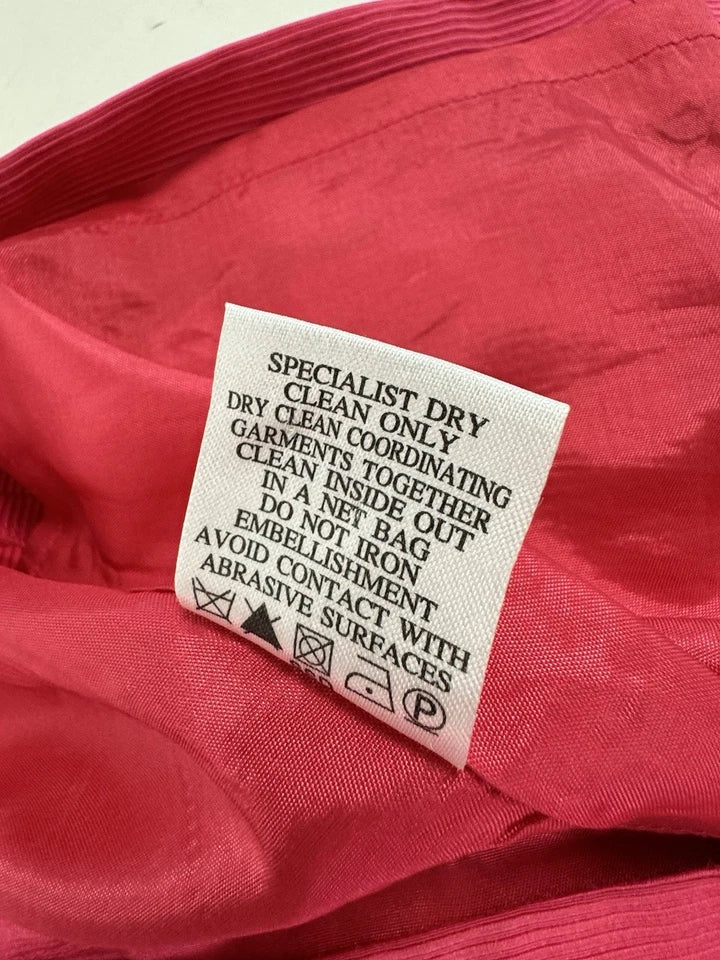 SPECIALIST DRY
CLEAN ONLY
DRY CLEAN COORDINATING
GARMENTS TOGETHER
CLEAN INSIDE OUT
IN A NET BAG
DO NOT IRON
EMBELLISHMENT
AVOID CONTACT WITH
ABRASIVE SURFACES
P